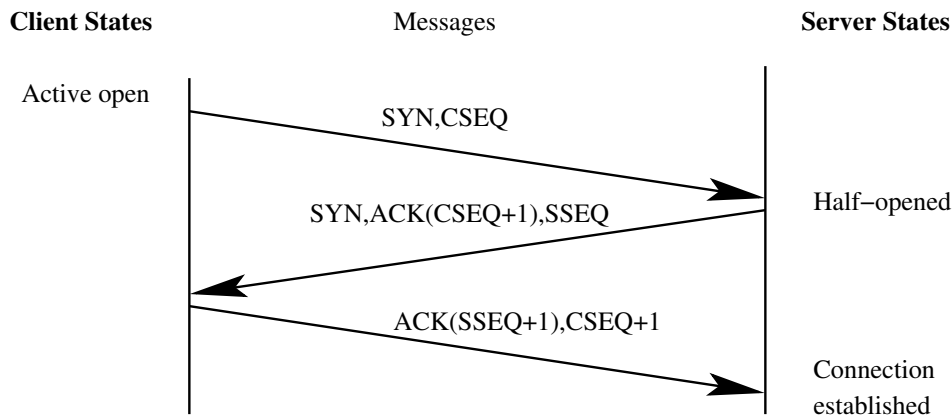 Client States
Messages
Server States
Active open
SYN,CSEQ
Half−opened
SYN,ACK(CSEQ+1),SSEQ
ACK(SSEQ+1),CSEQ+1
Connection
established